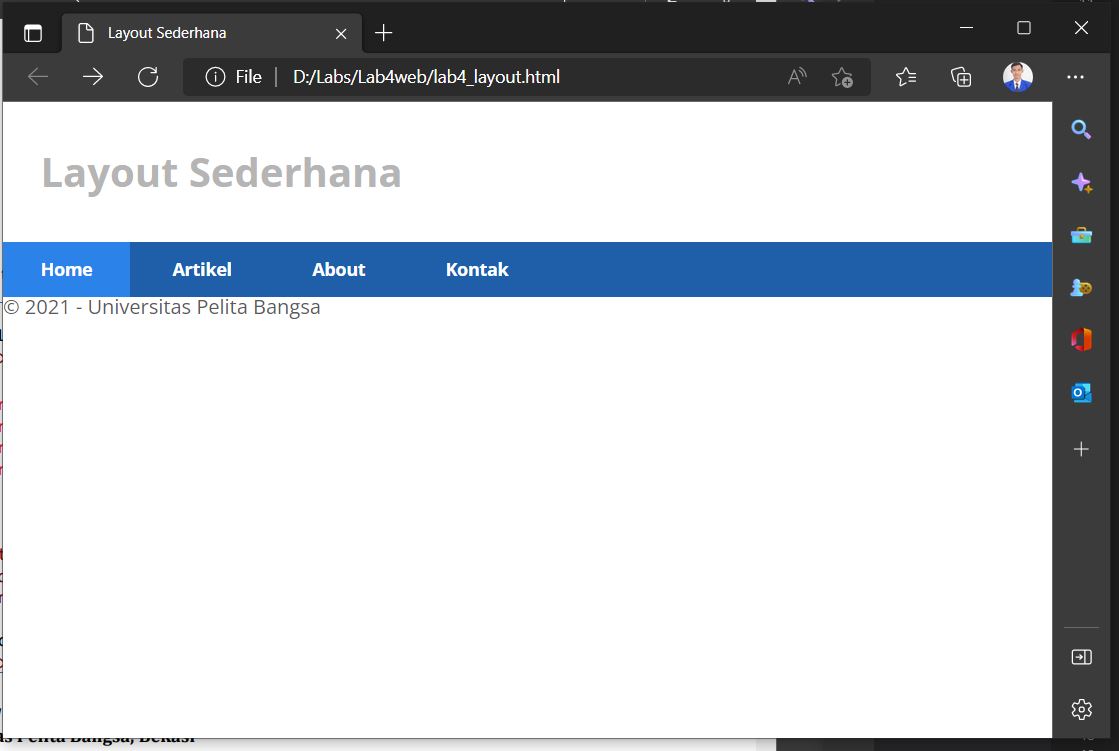 Layout Sederhana
File | D:/Labs/Lab4web/lab4_layout.html
Layout Sederhana
Home Artikel About Kontak
© 2021 - Universitas Pelita Bangsa
Pelita Bangsa, Bekasi